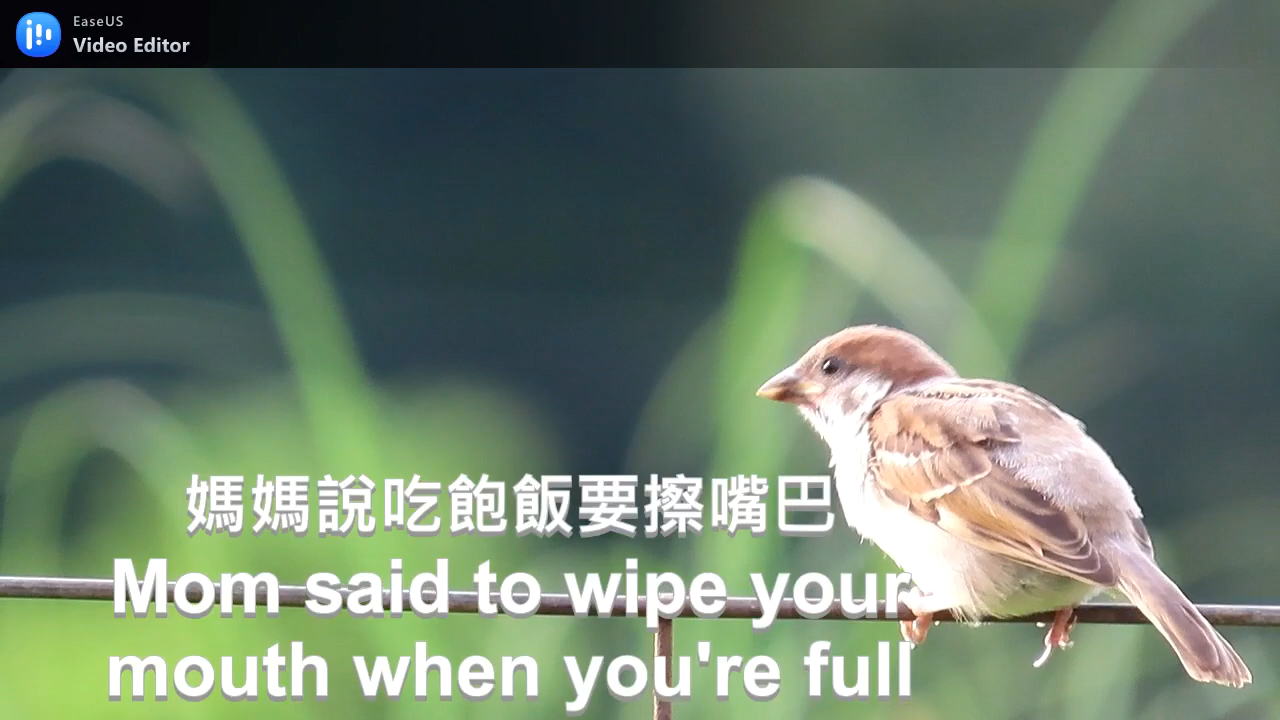 EaseUS
Video Editor
媽媽說吃飽飯要擦嘴巴
Mom said to wipe your
mouth when you're full